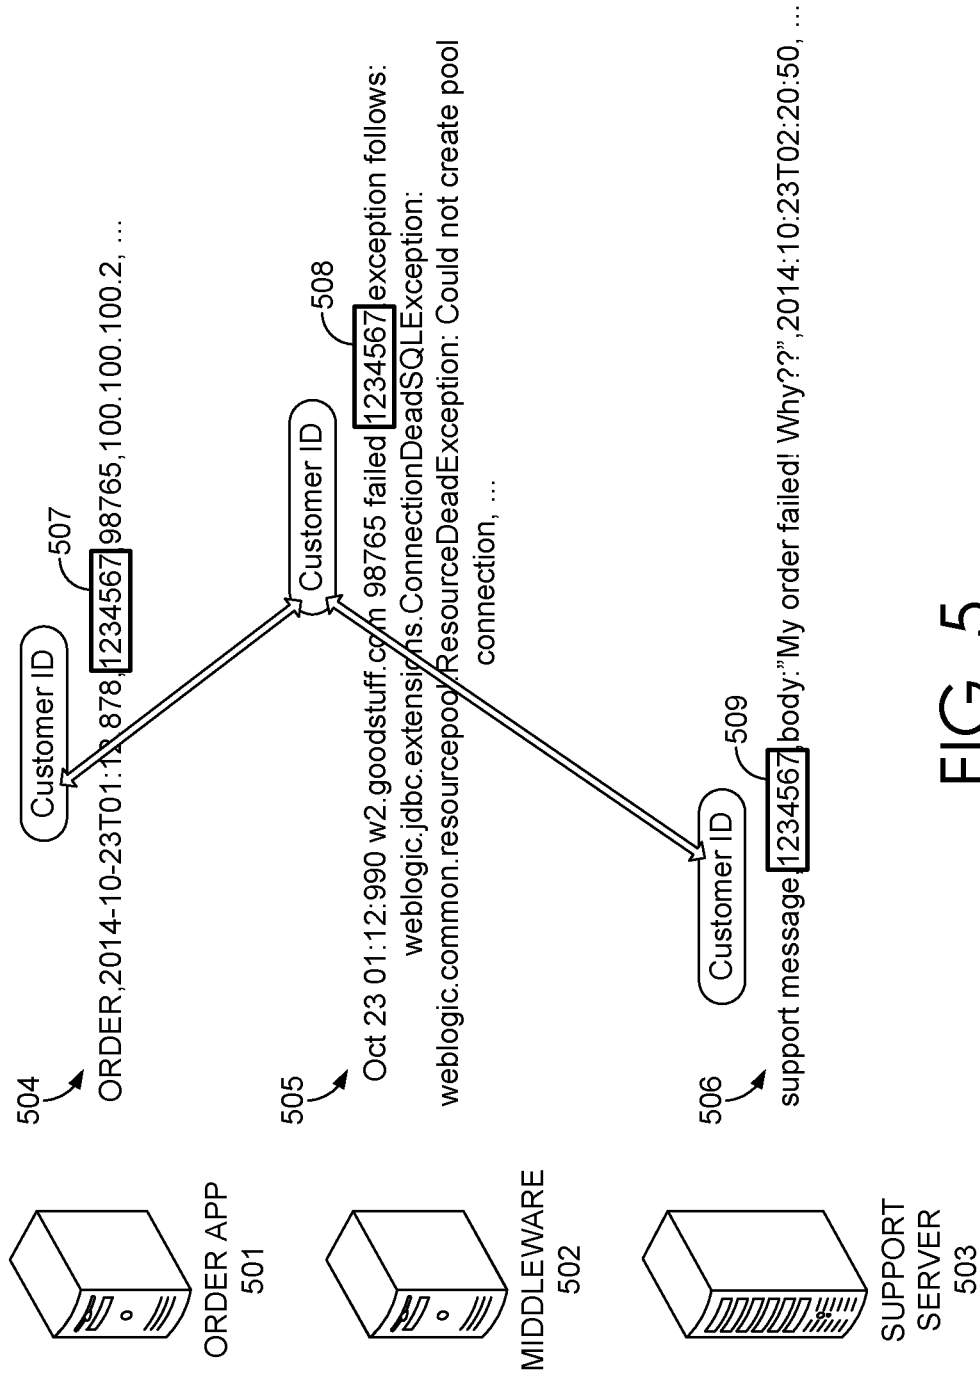 504
Customer ID
507
ORDER,2014-10-23T01:12:878,1234567,98765,100.100.100.2, ...
ORDER APP
501
505
Customer ID
508
Oct 23 01:12:990 w2.goodstuff.com 98765 failed 1234567.exception follows:
weblogic.jdbc.extensions.ConnectionDeadSQLException:
weblogic.common.resourcepool.ResourceDeadException: Could not create pool
connection, ...
MIDDLEWARE
502
506
Customer ID
509
support message,1234567,body:”My order failed! Why??”,2014:10:23T02:20:50, ...
SUPPORT
SERVER
503
FIG. 5